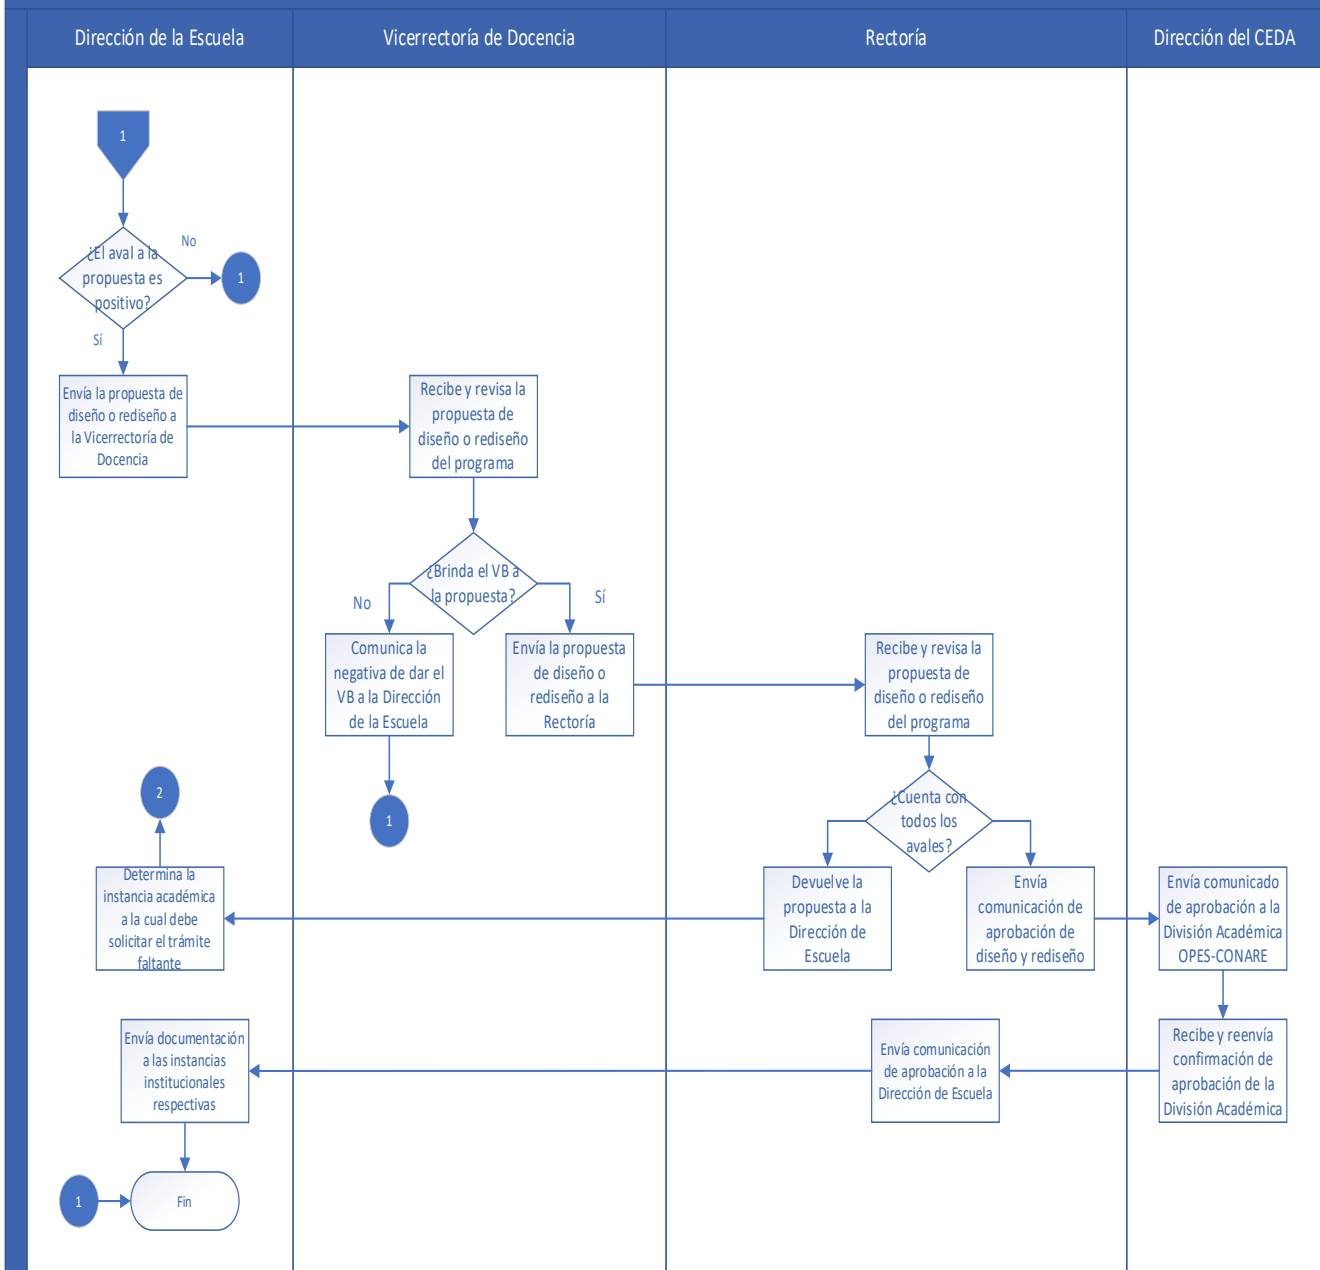 Dirección de la Escuela
Vicerrectoría de Docencia
Rectoría
Dirección del CEDA
1
¿El aval a la
propuesta es
positivo?
No
1
Sí
Envía la propuesta de
diseño o rediseño a
la Vicerrectoría de
Docencia
Recibe y revisa la
propuesta de
diseño o rediseño
del programa
¿Brinda el VB a
la propuesta?
No
Sí
Comunica la
negativa de dar el
VB a la Dirección
de la Escuela
Envía la propuesta
de diseño o
rediseño a la
Rectoría
Recibe y revisa la
propuesta de
diseño o rediseño
del programa
1
¿Cuenta con
todos los
avales?
2
Determina la
instancia académica
a la cual debe
solicitar el trámite
faltante
Devuelve la
propuesta a la
Dirección de
Escuela
Envía
comunicación de
aprobación de
diseño y rediseño
Envía comunicado
de aprobación a la
División Académica
OPES-CONARE
Envía documentación
a las instancias
institucionales
respectivas
Envía comunicación
de aprobación a la
Dirección de Escuela
Recibe y reenvía
confirmación de
aprobación de la
División Académica
1
Fin